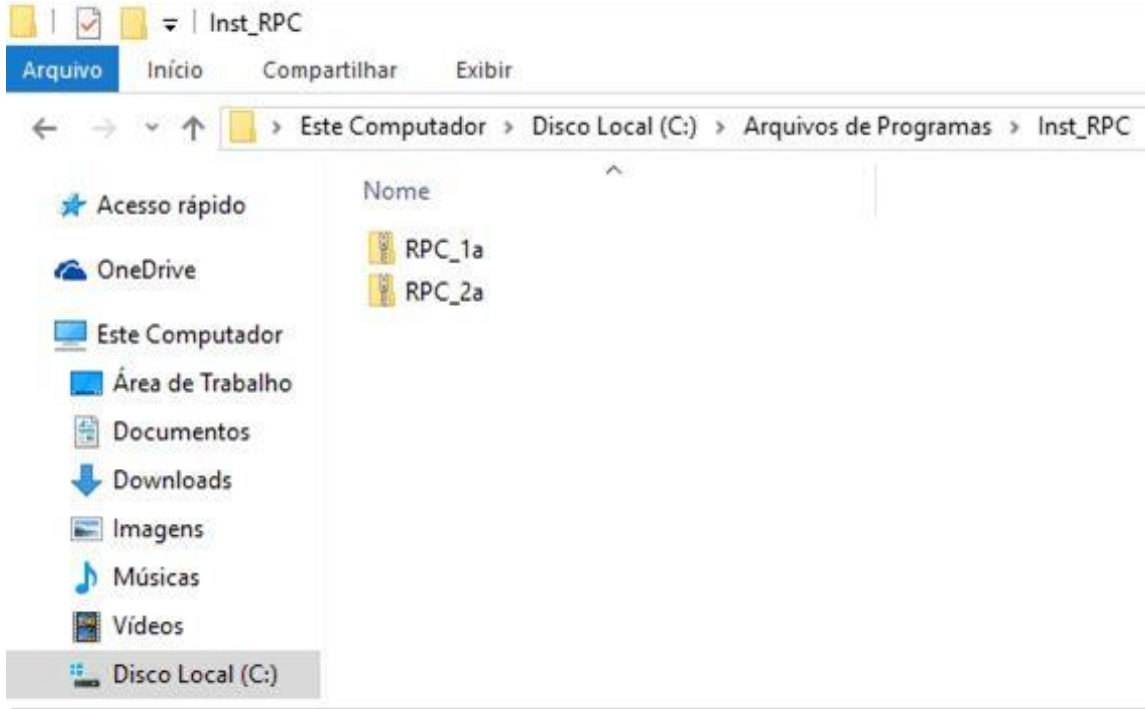 Inst_RPC
Arquivo Início Compartilhar Exibir
Este Computador > Disco Local (C:) > Arquivos de Programas > Inst_RPC
Acesso rápido
OneDrive
Este Computador
Área de Trabalho
Documentos
Downloads
Imagens
Músicas
Vídeos
Disco Local (C:)
Nome
RPC_1a
RPC_2a